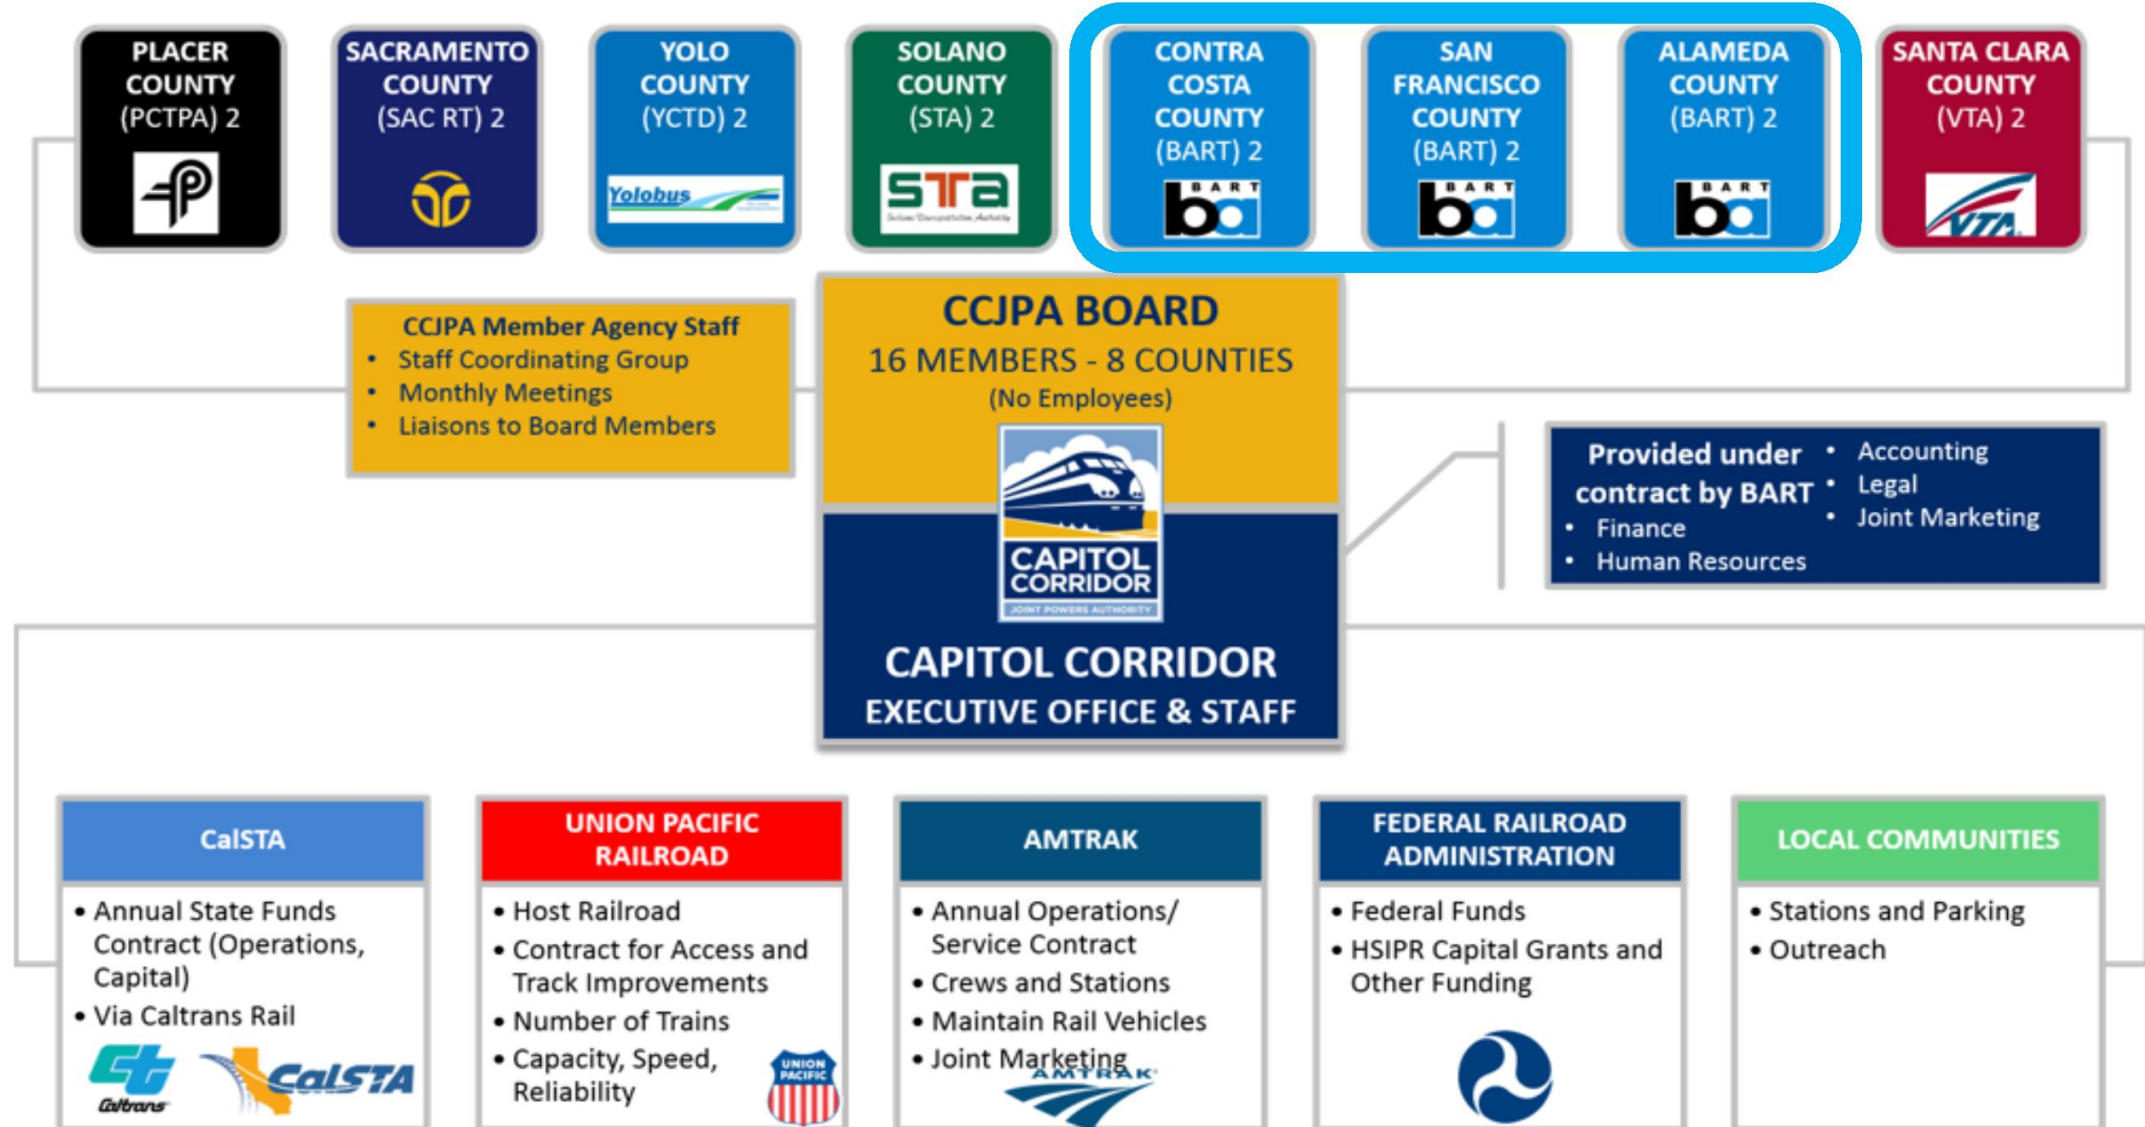 PLACER
COUNTY
(PCTPA) 2
SACRAMENTO
COUNTY
(SAC RT) 2
YOLO
COUNTY
(YCTD) 2
Yolobus
SOLANO
COUNTY
(STA) 2
STa
Solano Transportation Authority
CONTRA
COSTA
COUNTY
(BART) 2
BART
ba
SAN
FRANCISCO
COUNTY
(BART) 2
BART
ba
ALAMEDA
COUNTY
(BART) 2
BART
ba
SANTA CLARA
COUNTY
(VTA) 2
VTA
CCJPA Member Agency Staff
• Staff Coordinating Group
• Monthly Meetings
• Liaisons to Board Members
CCJPA BOARD
16 MEMBERS - 8 COUNTIES
(No Employees)
CAPITOL
CORRIDOR
JOINT POWERS AUTHORITY
CAPITOL CORRIDOR
EXECUTIVE OFFICE & STAFF
Provided under
contract by BART
• Finance
• Human Resources
• Accounting
• Legal
• Joint Marketing
CalSTA
• Annual State Funds
Contract (Operations,
Capital)
• Via Caltrans Rail
Caltrans
CalSTA
UNION PACIFIC
RAILROAD
• Host Railroad
• Contract for Access and
Track Improvements
• Number of Trains
• Capacity, Speed,
Reliability
UNION
PACIFIC
AMTRAK
• Annual Operations/
Service Contract
• Crews and Stations
• Maintain Rail Vehicles
• Joint Marketing
AMTRAK
FEDERAL RAILROAD
ADMINISTRATION
• Federal Funds
• HSIPR Capital Grants and
Other Funding
LOCAL COMMUNITIES
• Stations and Parking
• Outreach